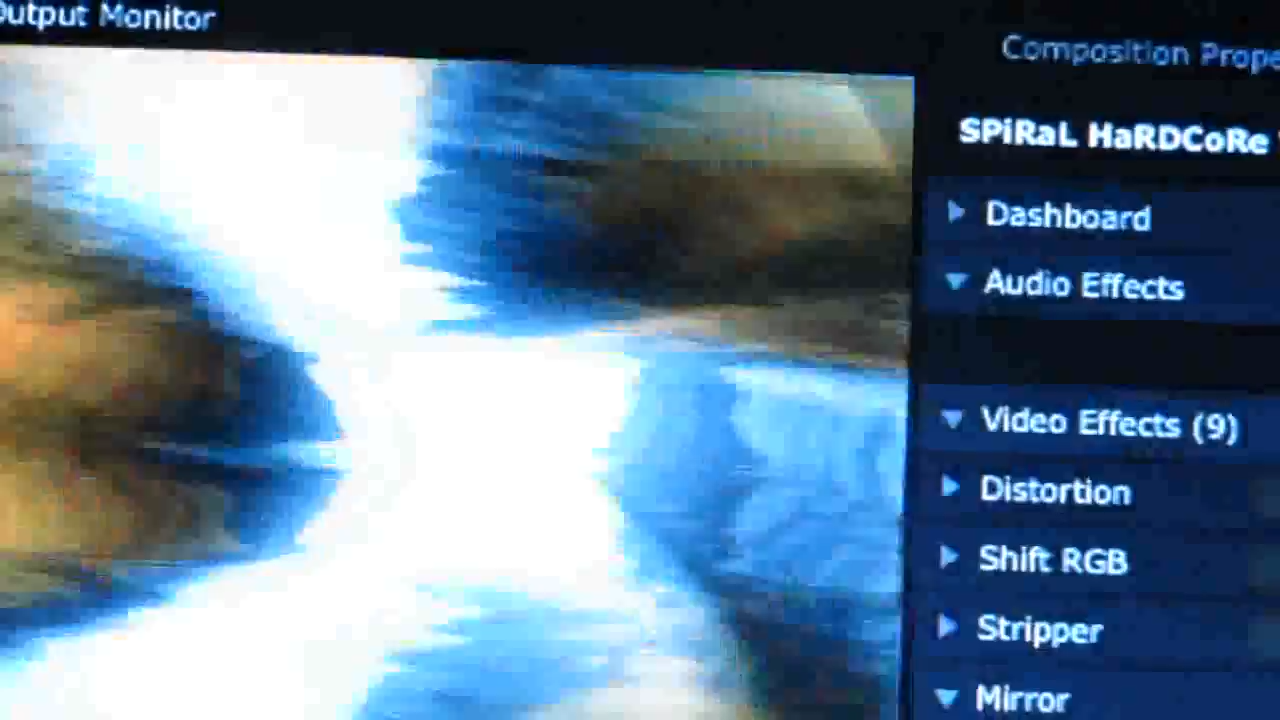 Output Monitor
Composition Prope
SPiRaL HaRDCoRe
Dashboard
Audio Effects
Video Effects (9)
Distortion
Shift RGB
Stripper
Mirror